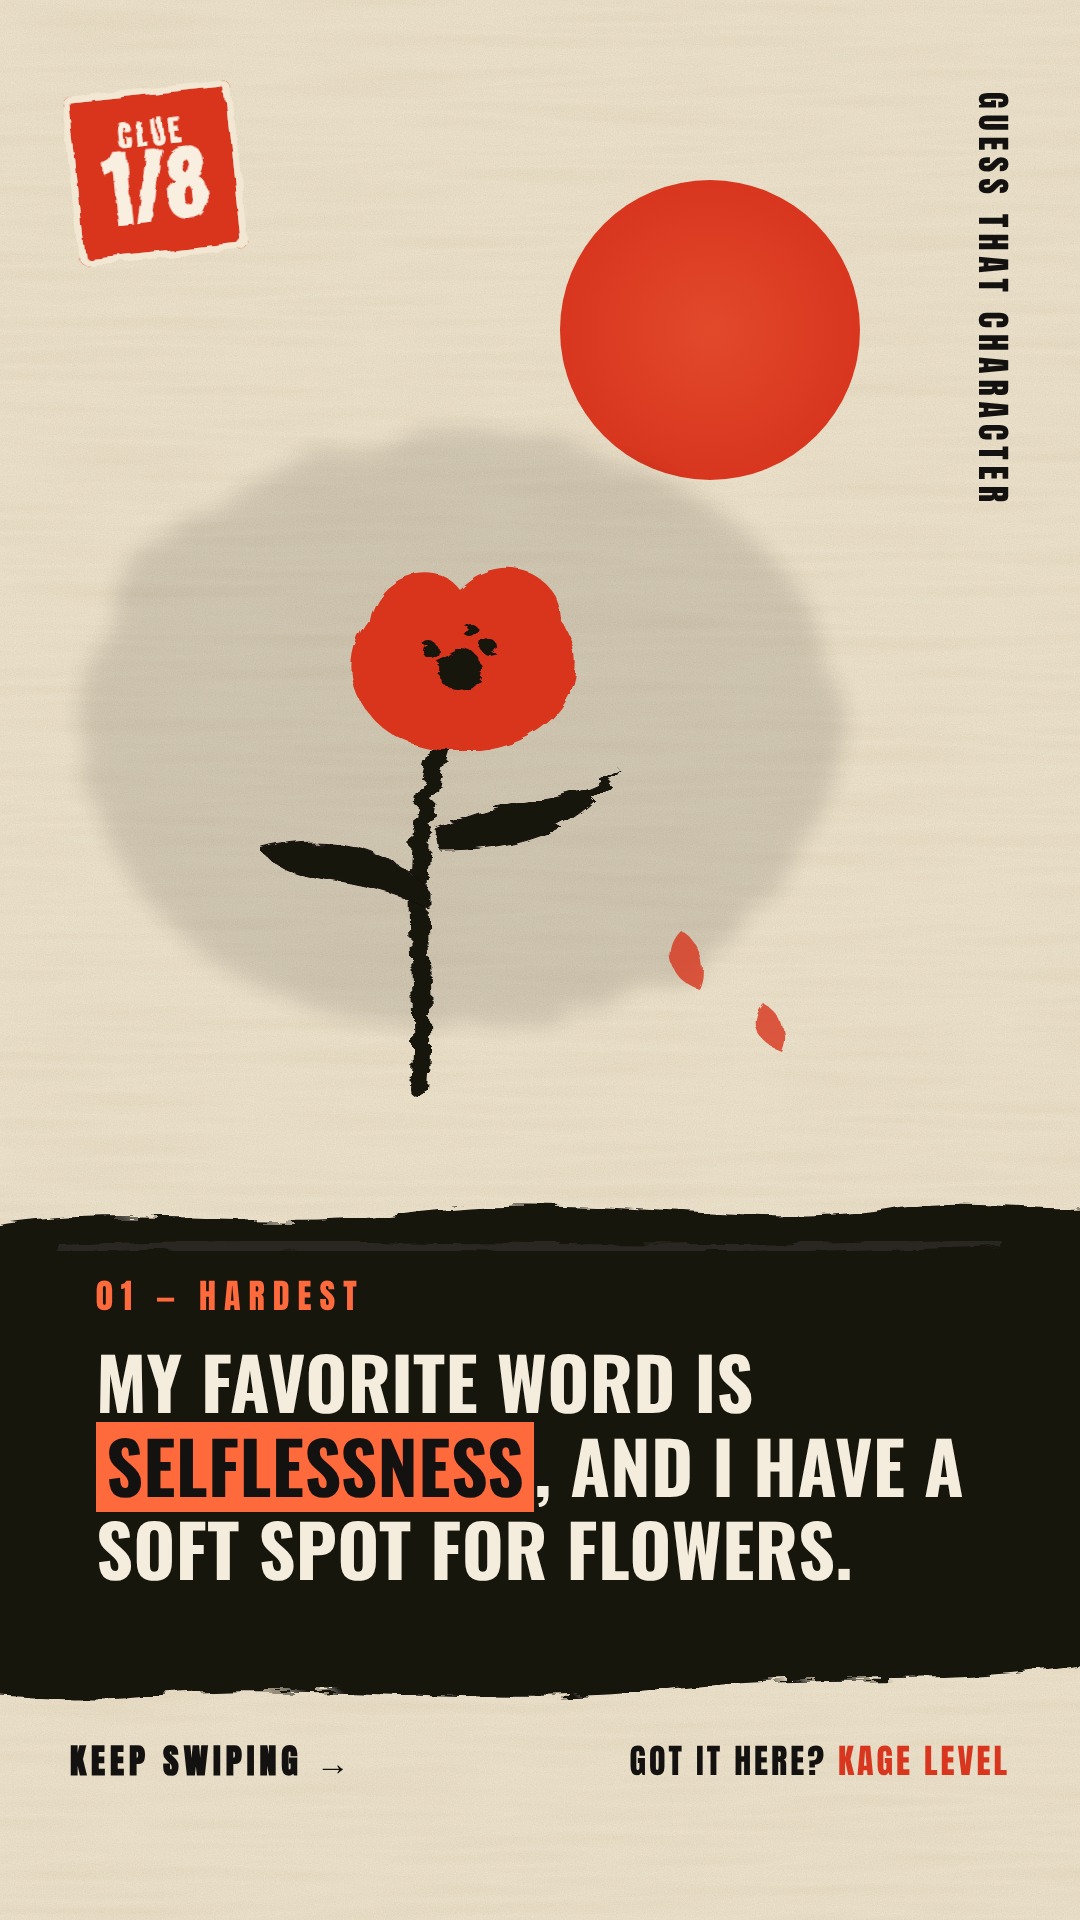 CLUE
1/8
GUESS THAT CHARACTER
01 – HARDEST
MY FAVORITE WORD IS
SELFLESSNESS, AND I HAVE A
SOFT SPOT FOR FLOWERS.
KEEP SWIPING →
GOT IT HERE? KAGE LEVEL